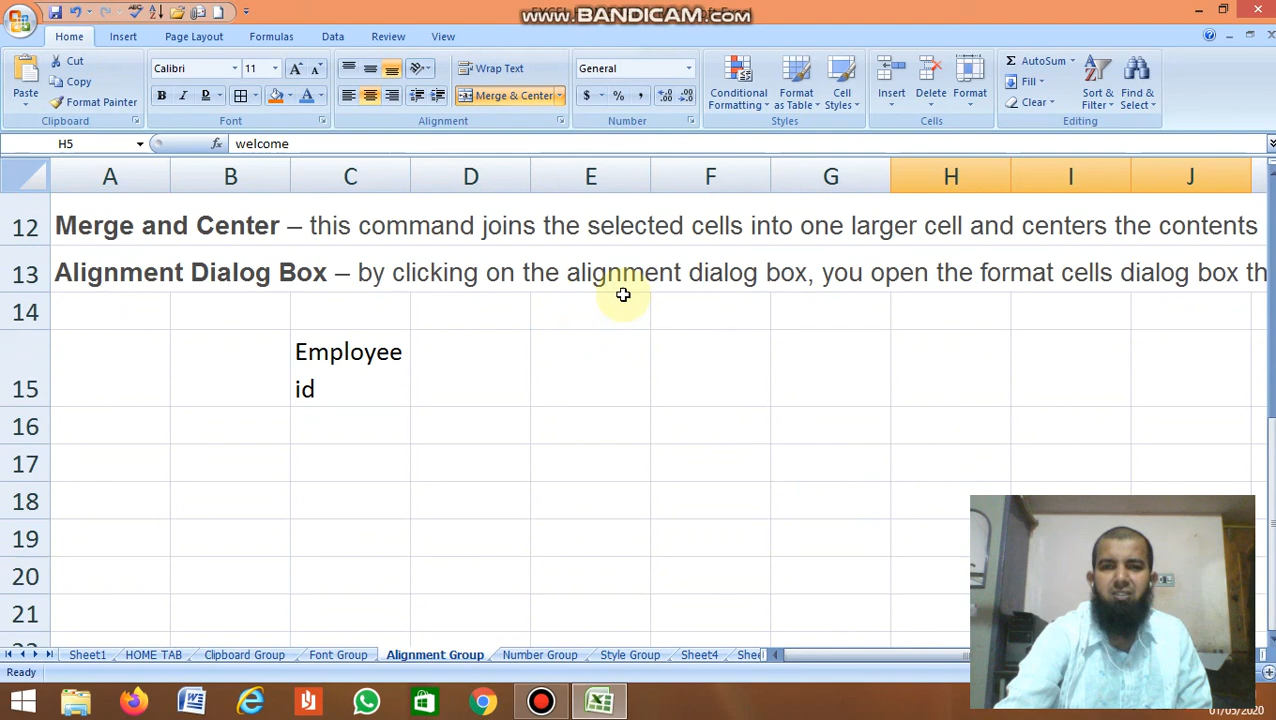 www.BANDICAM.com
Home Insert Page Layout Formulas Data Review View
Cut
Copy
Format Painter
Paste
Clipboard
Calibri 11
B I U
Font
Wrap Text
Merge & Center
Alignment
General
$ % ,
Number
Conditional Formatting
Format as Table
Cell Styles
Styles
Insert Delete Format
Cells
AutoSum
Fill
Clear
Sort & Filter
Find & Select
Editing
H5 fx welcome
A B C D E F G H I J
12 Merge and Center – this command joins the selected cells into one larger cell and centers the contents
13 Alignment Dialog Box – by clicking on the alignment dialog box, you open the format cells dialog box th
14
15 Employee
id
16
17
18
19
20
21
Sheet1 HOME TAB Clipboard Group Font Group Alignment Group Number Group Style Group Sheet4 Shee
Ready
01/05/2020